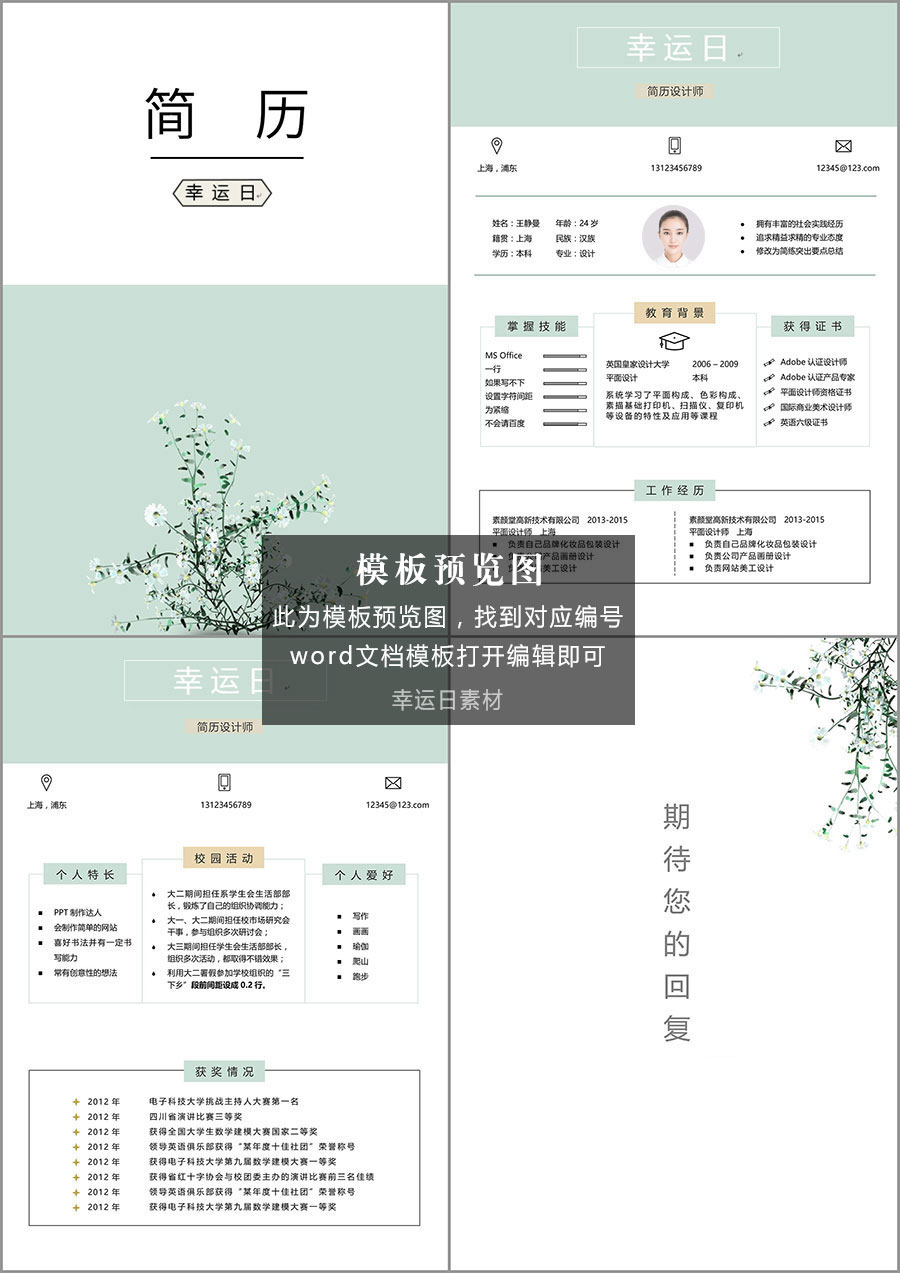 简 历
幸运日
幸运日
简历设计师
上海，浦东
13123456789
12345@123.com
姓名：王静曼 年龄：24 岁
籍贯：上海 民族：汉族
学历：本科 专业：设计
拥有丰富的社会实践经历
追求精益求精的专业态度
修改为简练突出要点总结
掌握技能
MS Office
一行
如果写不下
设置字符间距
为紧缩
不会请百度
教育背景
英国皇家设计大学 2006 – 2009
平面设计 本科
系统学习了平面构成、色彩构成、
素描基础打印机、扫描仪、复印机
等设备的特性及应用等课程
获得证书
Adobe 认证设计师
Adobe 认证产品专家
平面设计师资格证书
国际商业美术设计师
英语六级证书
工作经历
素颜堂高新技术有限公司 2013-2015
平面设计师 上海
负责自己品牌化妆包装设计
产品画册设计
美工设计
素颜堂高新技术有限公司 2013-2015
平面设计师 上海
负责自己品牌化妆品包装设计
负责公司产品画册设计
负责网站美工设计
模板预览图
此为模板预览图，找到对应编号
word文档模板打开编辑即可
幸运日素材
幸运日
简历设计师
上海，浦东
13123456789
12345@123.com
个人特长
PPT 制作达人
会制作简单的网站
喜好书法并有一定书
写能力
常有创意性的想法
校园活动
大二期间担任系学生会生活部部
长，锻炼了自己的组织协调能力；
大一、大二期间担任校市场研究会
干事，参与组织多次研讨会；
大三期间担任学生会生活部部长，
组织多次活动，都取得不错效果；
利用大二暑假参加学校组织的“三
下乡”段前间距设成 0.2 行。
个人爱好
写作
画画
瑜伽
爬山
跑步
获奖情况
2012 年 电子科技大学挑战主持人大赛第一名
2012 年 四川省演讲比赛三等奖
2012 年 获得全国大学生数学建模大赛国家二等奖
2012 年 领导英语俱乐部获得“某年度十佳社团”荣誉称号
2012 年 获得电子科技大学第九届数学建模大赛一等奖
2012 年 获得省红十字协会与校团委主办的演讲比赛前三名佳绩
2012 年 领导英语俱乐部获得“某年度十佳社团”荣誉称号
2012 年 获得电子科技大学第九届数学建模大赛一等奖
期
待
您
的
回
复